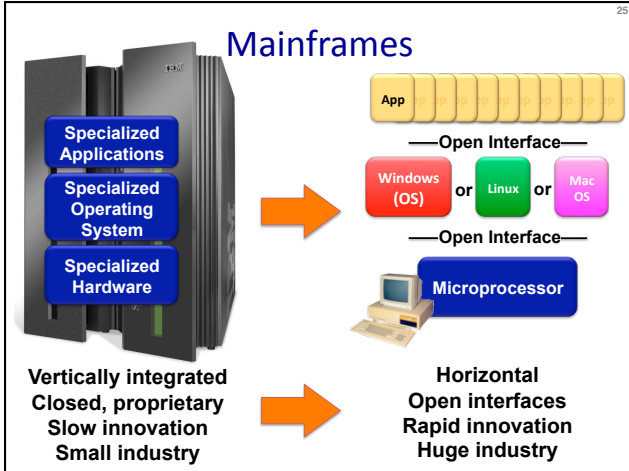 25
Mainframes
IBM
Specialized
Applications
Specialized
Operating
System
Specialized
Hardware
Vertically integrated
Closed, proprietary
Slow innovation
Small industry
App
Open Interface
Windows
(OS)
or
Linux
or
Mac
OS
Open Interface
Microprocessor
Horizontal
Open interfaces
Rapid innovation
Huge industry